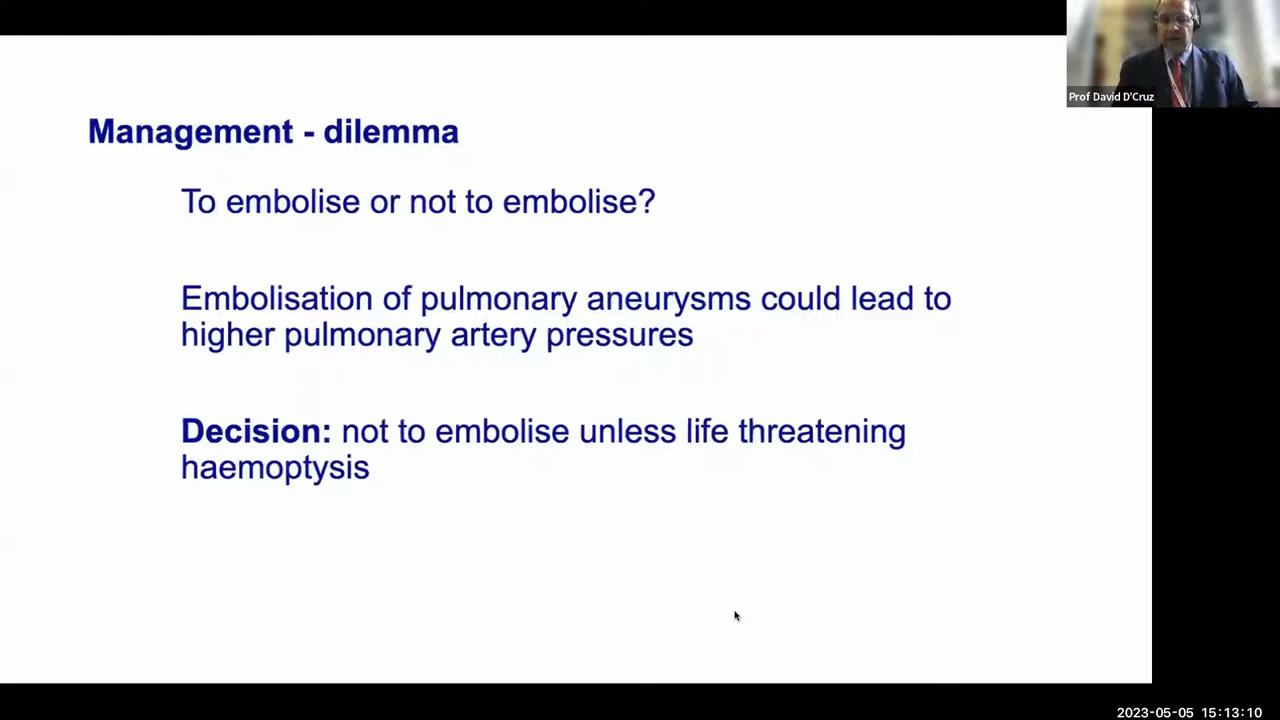 Prof David D'Cruz
Management - dilemma
To embolise or not to embolise?
Embolisation of pulmonary aneurysms could lead to
higher pulmonary artery pressures
Decision: not to embolise unless life threatening
haemoptysis
2023-05-05 15:13:10